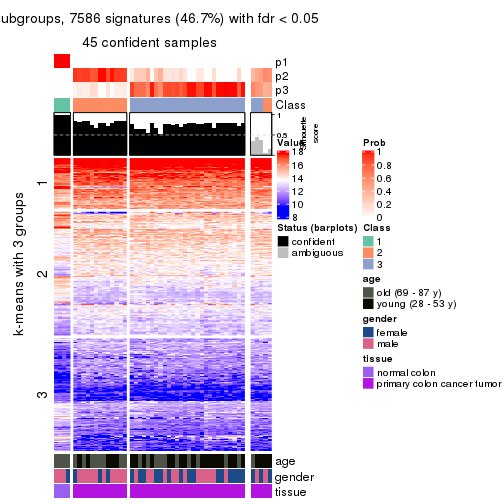 ubgroups, 7586 signatures (46.7%) with fdr < 0.05
45 confident samples
p1
p2
p3
Class
1
0.5
silhouette
score
k-means with 3 groups
1
2
3
Value
18
16
14
12
10
8
Status (barplots)
confident
ambiguous
Prob
1
0.8
0.6
0.4
0.2
0
Class
1
2
3
age
old (69 - 87 y)
young (28 - 53 y)
gender
female
male
tissue
normal colon
primary colon cancer tumor
age
gender
tissue